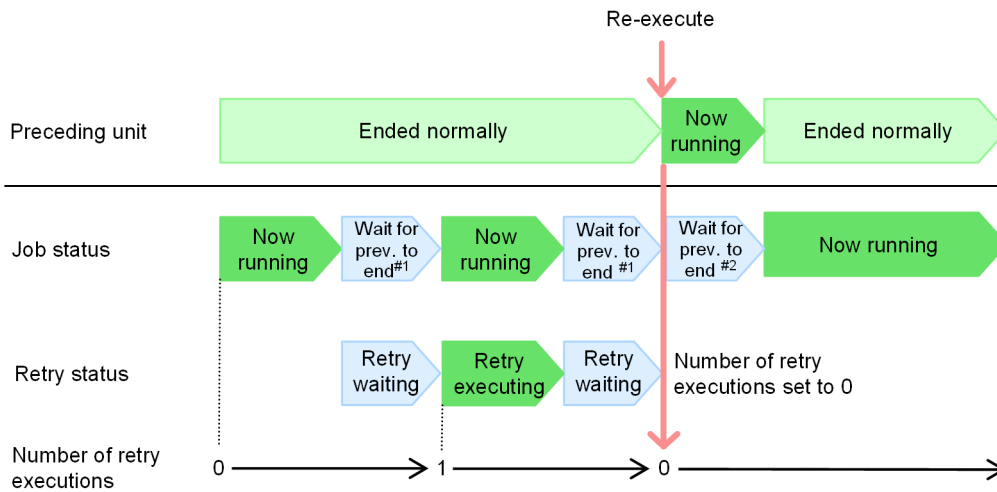 Re-execute
Preceding unit
Ended normally
Now
running
Ended normally
Job status
Now
running
Wait for
prev. to
end#1
Now
running
Wait for
prev. to
end #1
Wait for
prev. to
end #2
Now running
Retry status
Retry
waiting
Retry
executing
Retry
waiting
Number of retry
executions set to 0
Number of retry
executions
0
1
0